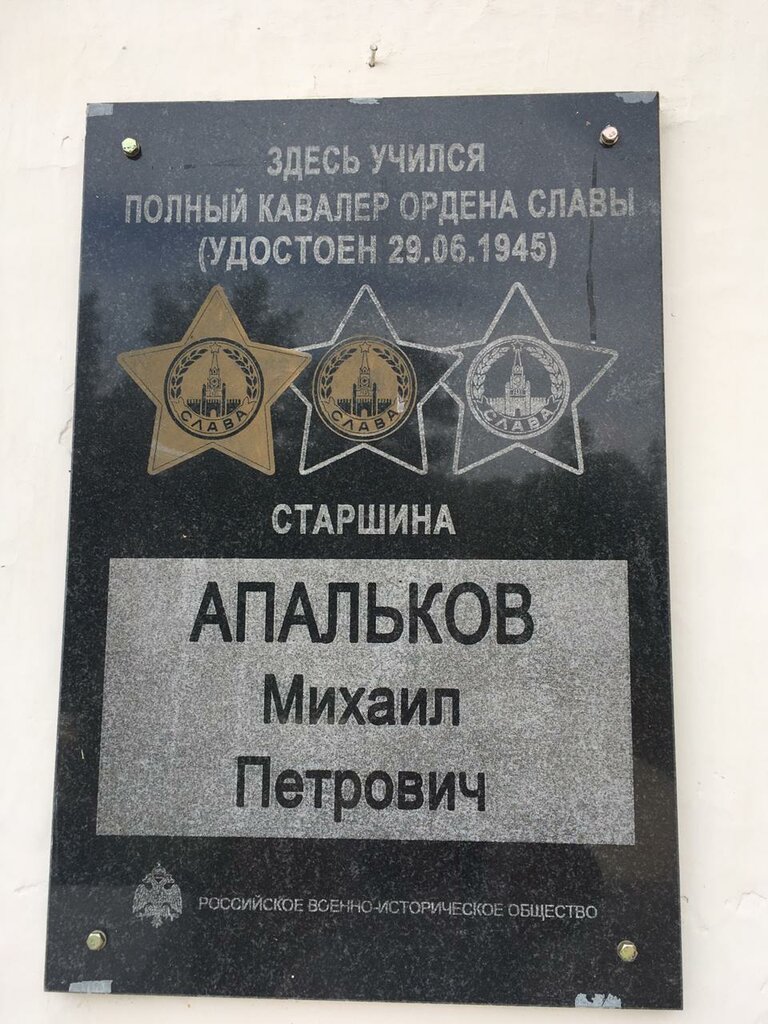 ЗДЕСЬ УЧИЛСЯ
ПОЛНЫЙ КАВАЛЕР ОРДЕНА СЛАВЫ
(УДОСТОЕН 29.06.1945)
СЛАВА СЛАВА СЛАВА
СТАРШИНА
АПАЛЬКОВ
Михаил
Петрович
РОССИЙСКОЕ ВОЕННО-ИСТОРИЧЕСКОЕ ОБЩЕСТВО